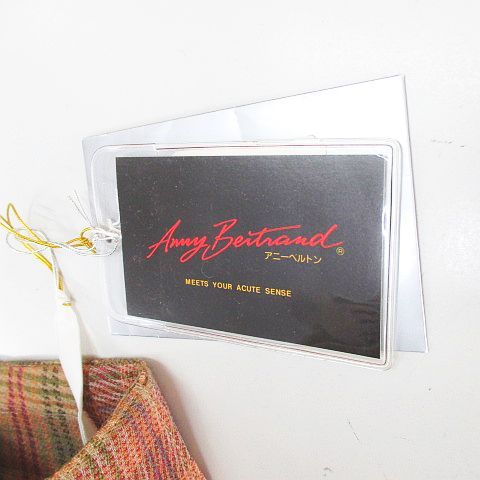 Anny Bertrand ®
アニーベルトン
MEETS YOUR ACUTE SENSE